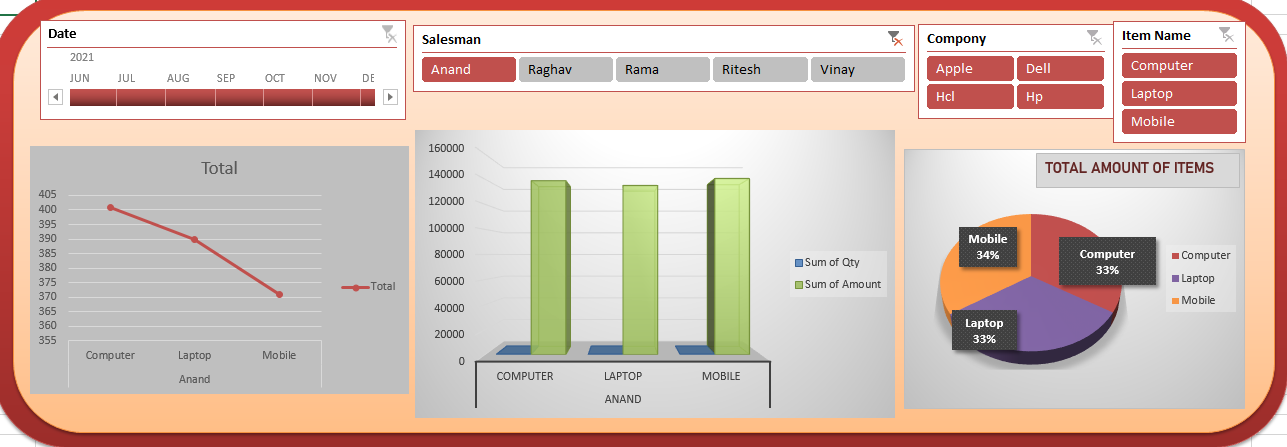 Date
2021
JUN JUL AUG SEP OCT NOV DE
Salesman
Anand Raghav Rama Ritesh Vinay
Compony
Apple Dell
Hcl Hp
Item Name
Computer
Laptop
Mobile
Total
405
400
395
390
385
380
375
370
365
360
355
Computer Laptop Mobile
Anand
Total
160000
140000
120000
100000
80000
60000
40000
20000
0
COMPUTER LAPTOP MOBILE
ANAND
Sum of Qty
Sum of Amount
TOTAL AMOUNT OF ITEMS
Mobile
34%
Computer
33%
Laptop
33%
Computer
Laptop
Mobile